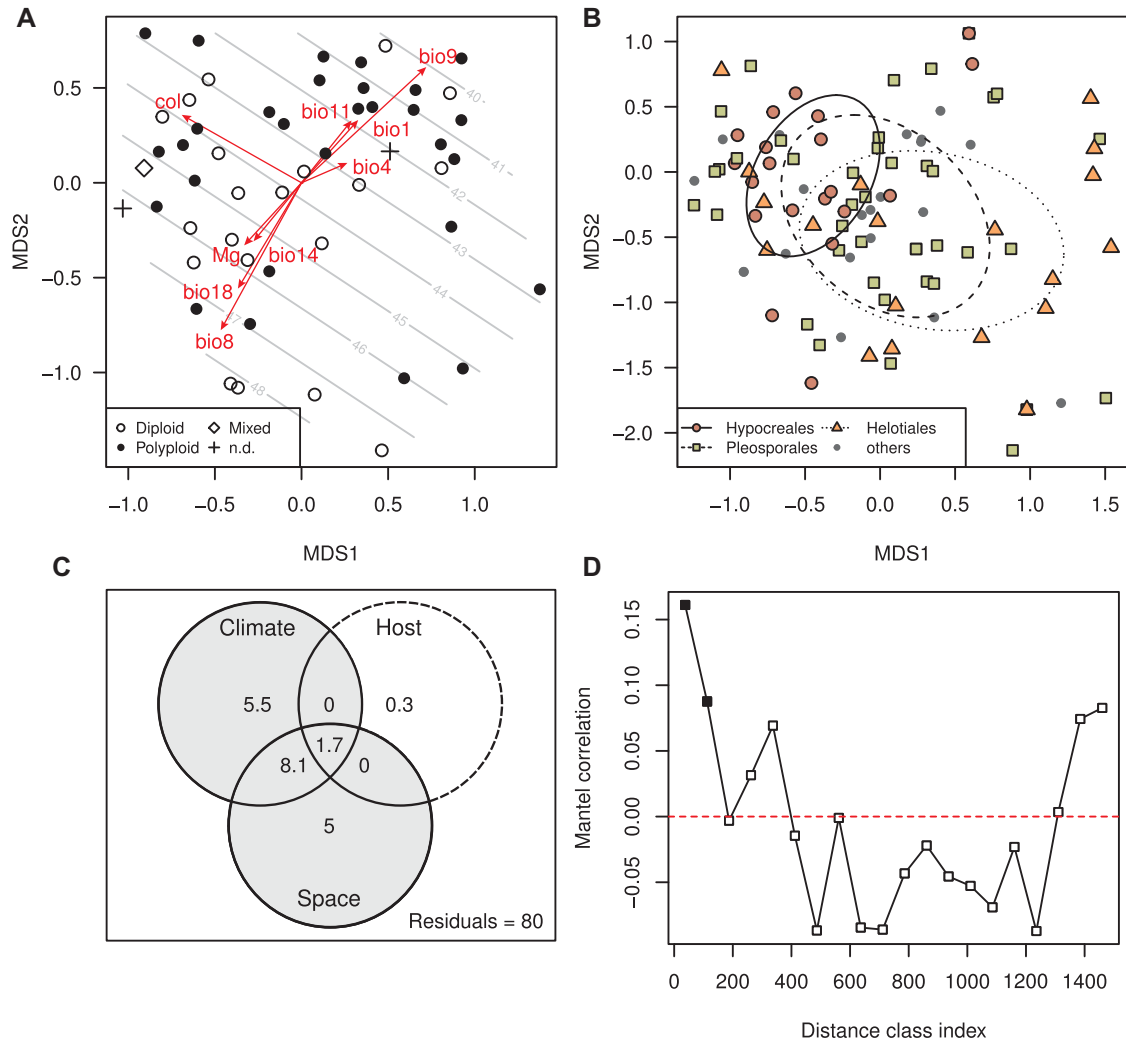 A
0.5
0.0
−0.5
−1.0
MDS2
−1.0
−0.5
0.0
0.5
1.0
MDS1
bio9
col
bio11
bio1
bio4
Mg
bio14
bio18
bio8
40
41
42
43
44
45
46
47
48
Diploid
Mixed
Polyploid
n.d.
B
1.0
0.5
0.0
−0.5
−1.0
−1.5
−2.0
MDS2
−1.0
−0.5
0.0
0.5
1.0
1.5
MDS1
Hypocreales
Helotiales
Pleosporales
others
C
Climate
Host
5.5
0
0.3
1.7
8.1
0
5
Space
Residuals = 80
D
0.15
0.10
0.05
0.00
−0.05
Mantel correlation
0
200
400
600
800
1000
1200
1400
Distance class index